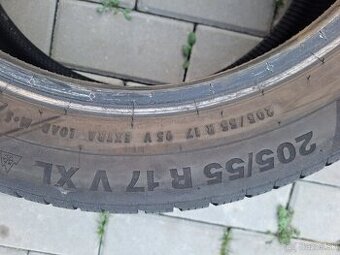 205/55 R 17 95 V EXTRA LOAD M+S
205/55 R 17 V XL